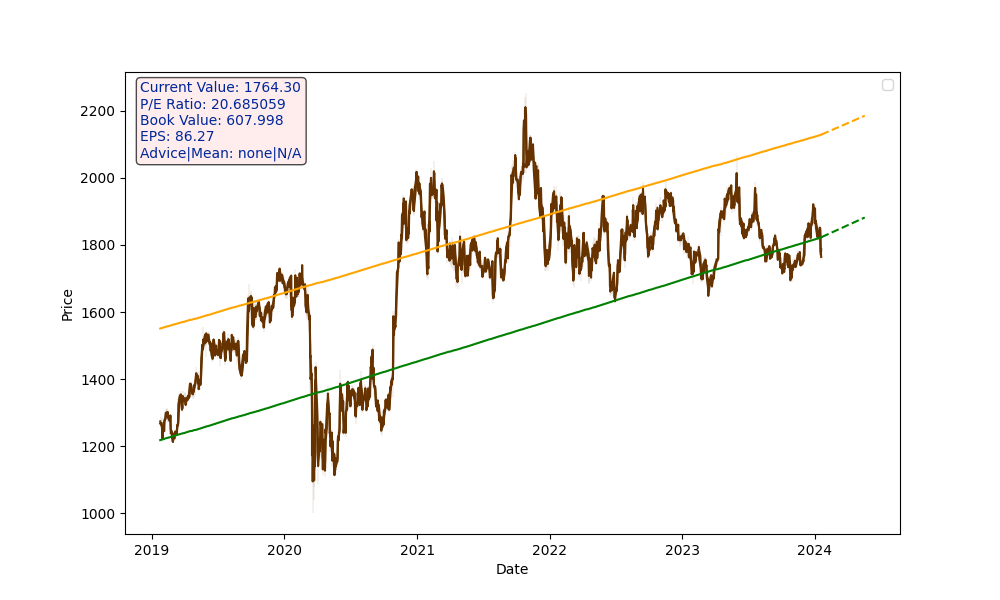 Current Value: 1764.30
P/E Ratio: 20.685059
Book Value: 607.998
EPS: 86.27
Advice|Mean: none|N/A
2200
2000
1800
1600
1400
1200
1000
Price
2019 2020 2021 2022 2023 2024
Date